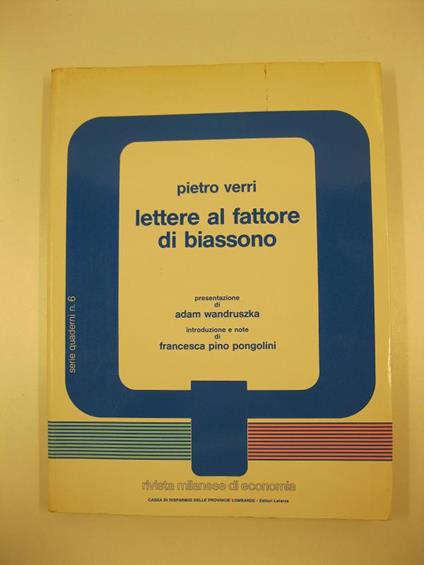 pietro verri
lettere al fattore
di biassono
presentazione
di
adam wandruszka
introduzione e note
di
francesca pino pongolini
serie quaderni n. 6
rivista milanese di economia
CASSA DI RISPARMIO DELLE PROVINCIE LOMBARDE - Editori Laterza